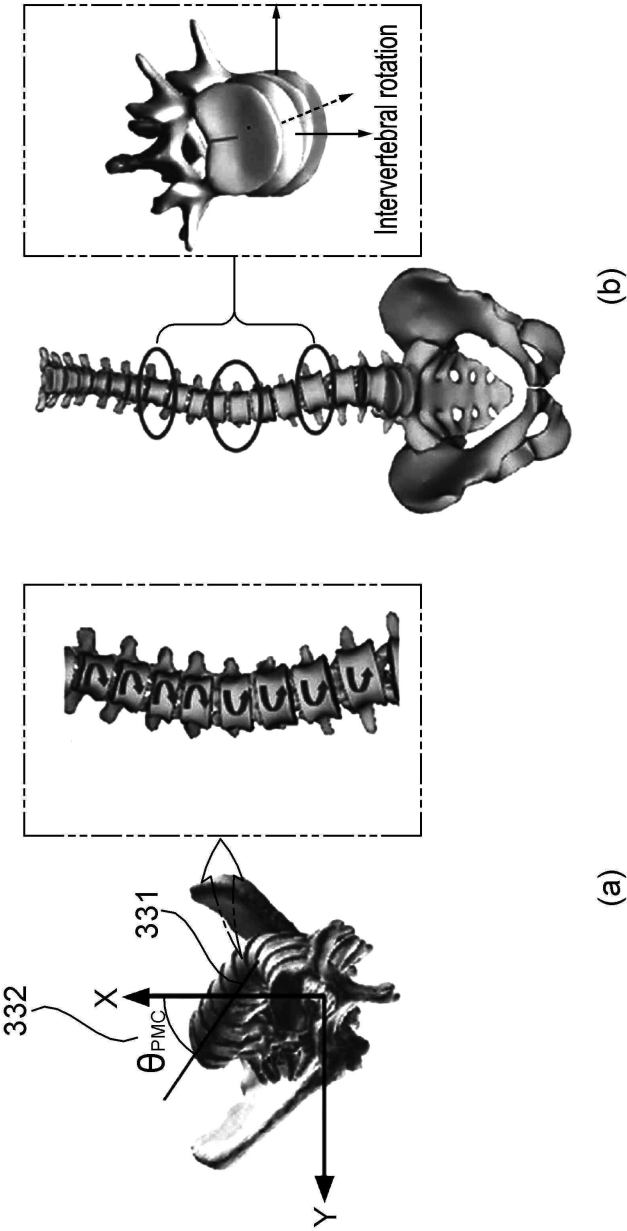 332
X
θPMC
331
Y
(a)
Intervertebral rotation
(b)